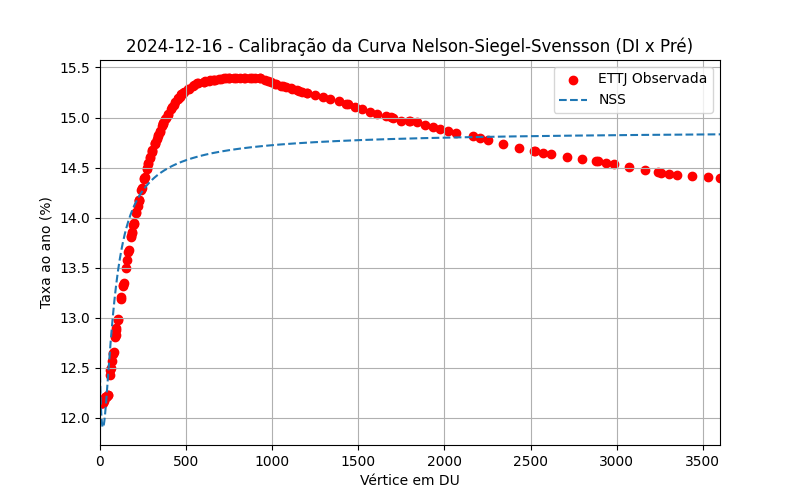 2024-12-16 - Calibração da Curva Nelson-Siegel-Svensson (DI x Pré)
15.5
15.0
14.5
14.0
13.5
13.0
12.5
12.0
Taxa ao ano (%)
ETTJ Observada
NSS
0 500 1000 1500 2000 2500 3000 3500
Vértice em DU